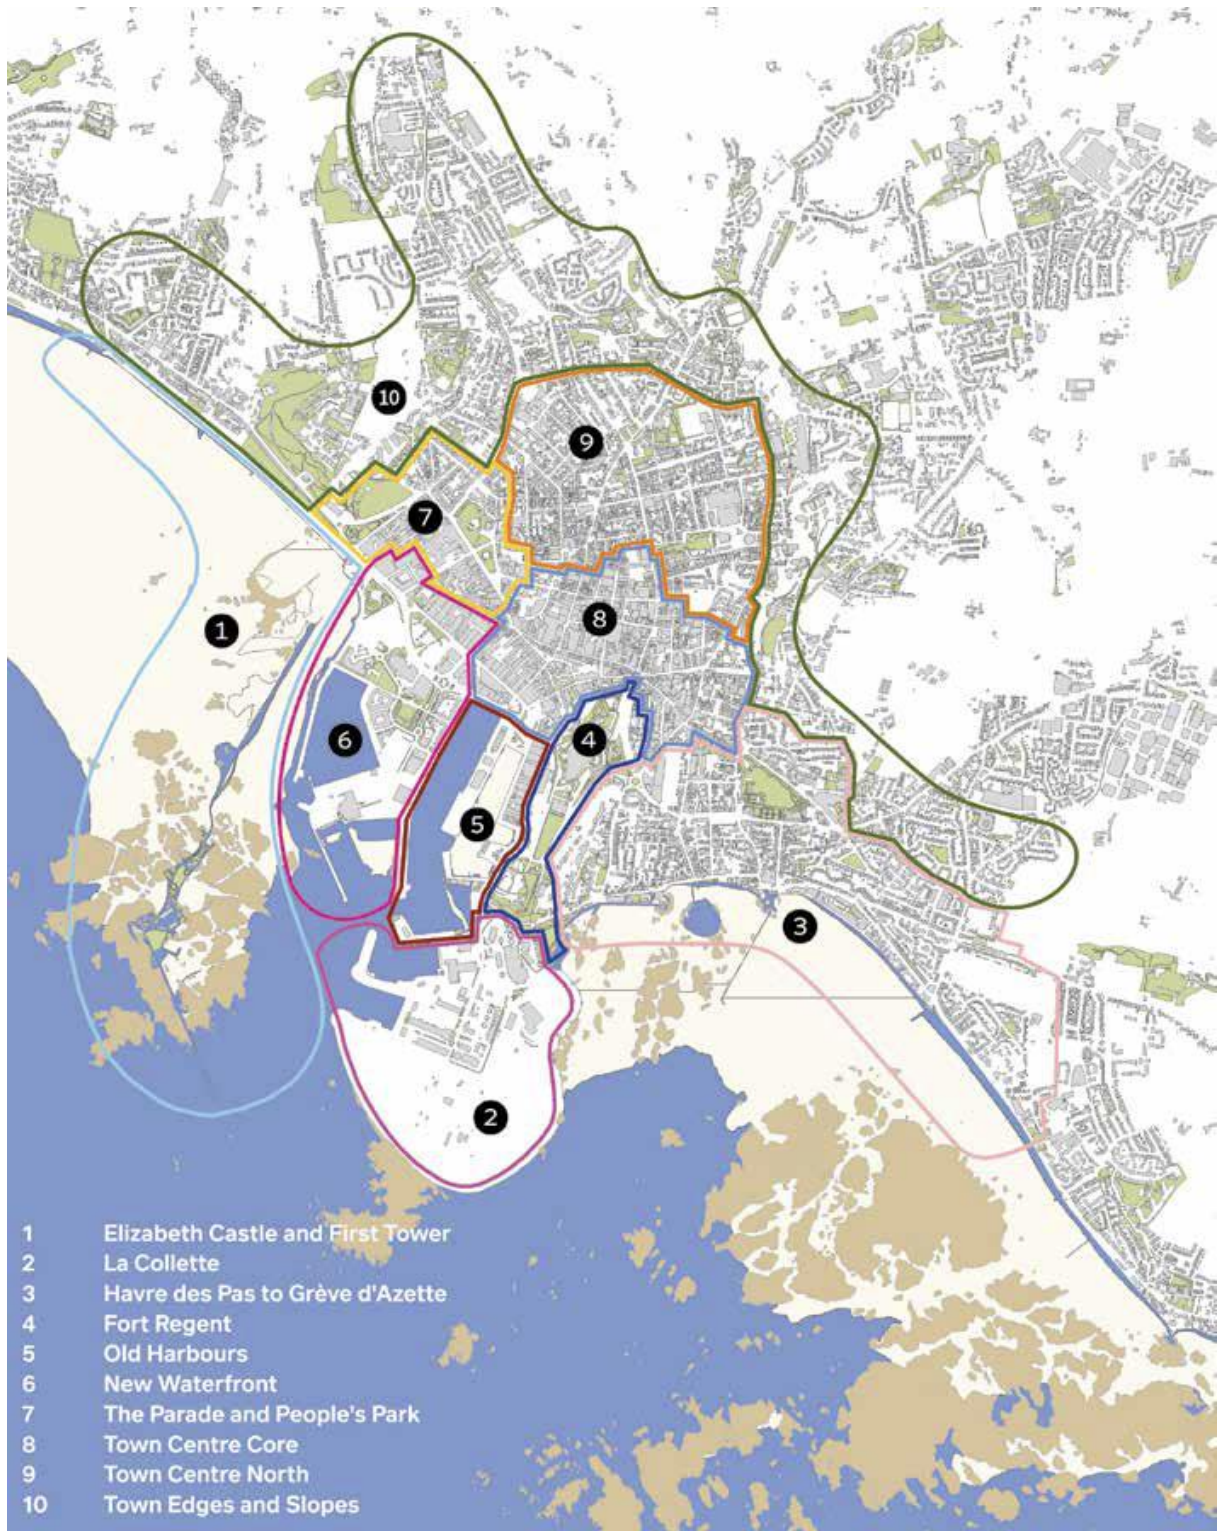 10
9
7
8
1
4
6
5
3
2
1 Elizabeth Castle and First Tower
2 La Collette
3 Havre des Pas to Grève d'Azette
4 Fort Regent
5 Old Harbours
6 New Waterfront
7 The Parade and People's Park
8 Town Centre Core
9 Town Centre North
10 Town Edges and Slopes